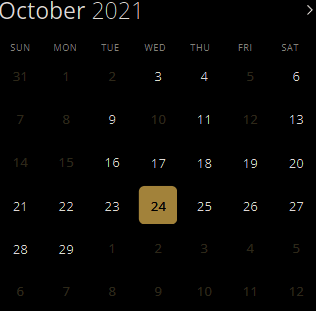 October 2021
SUN MON TUE WED THU FRI SAT
31 1 2 3 4 5 6
7 8 9 10 11 12 13
14 15 16 17 18 19 20
21 22 23 24 25 26 27
28 29 1 2 3 4 5
6 7 8 9 10 11 12